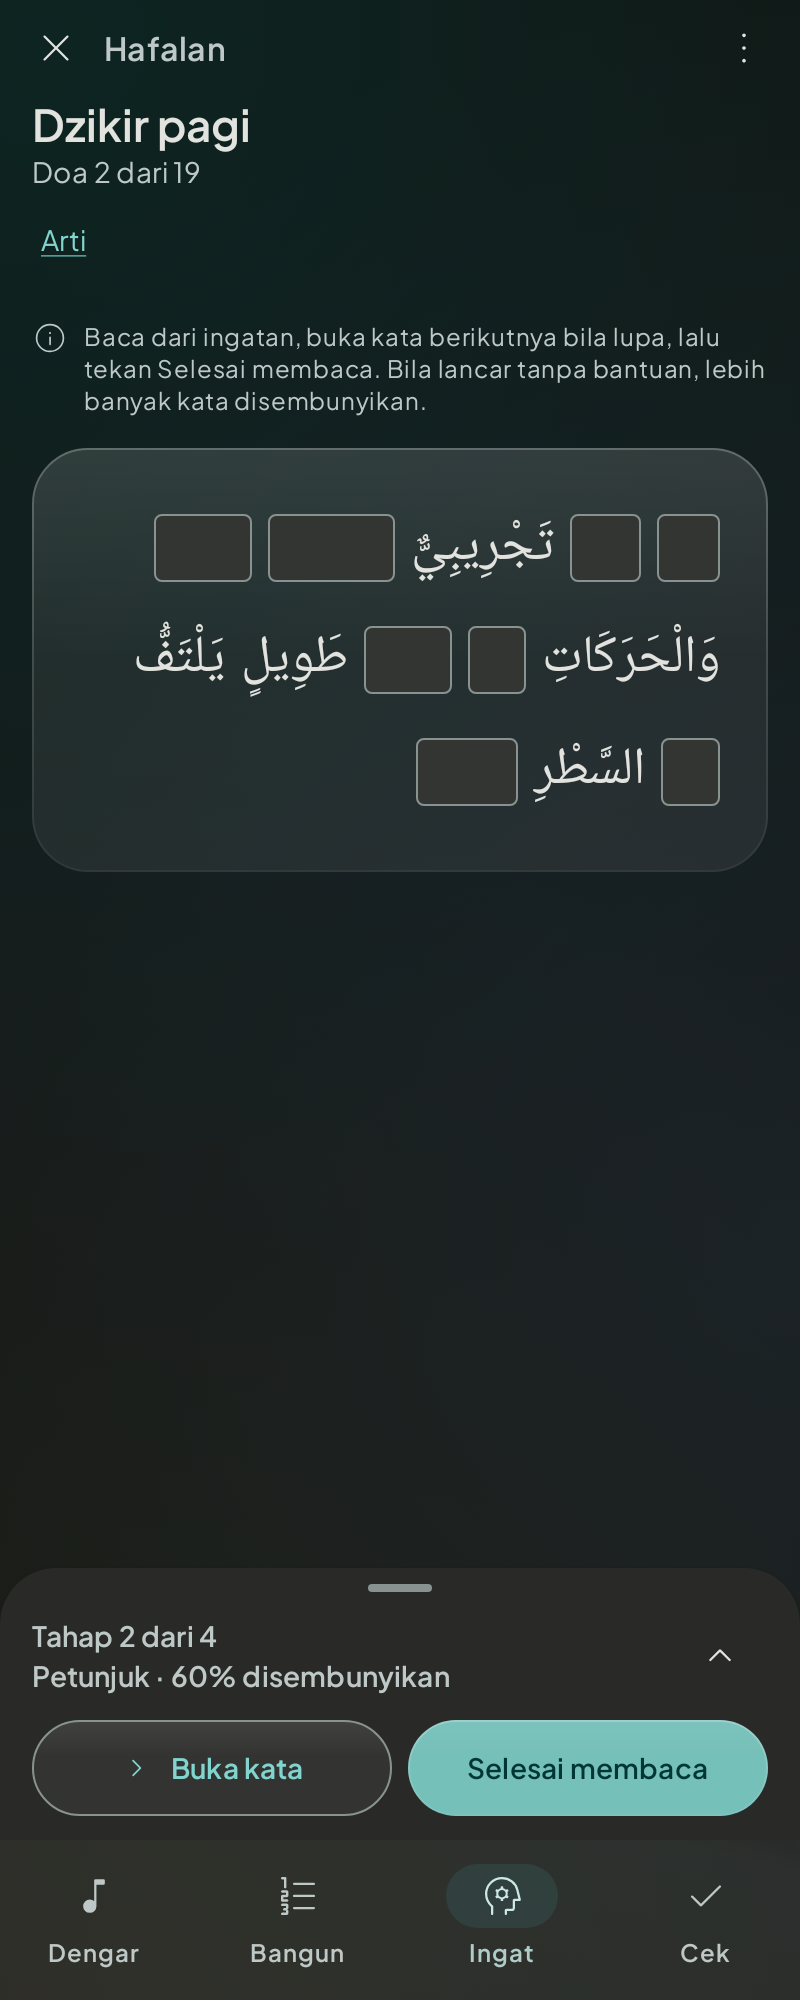 Hafalan
Dzikir pagi
Doa 2 dari 19
Arti
Baca dari ingatan, buka kata berikutnya bila lupa, lalu
tekan Selesai membaca. Bila lancar tanpa bantuan, lebih
banyak kata disembunyikan.
تَجْرِيبِيٌّ
وَالْحَرَكَاتِ طَوِيلٍ يَلْتَفُّ
السَّطْرِ
Tahap 2 dari 4
Petunjuk · 60% disembunyikan
Buka kata
Selesai membaca
Dengar
Bangun
Ingat
Cek